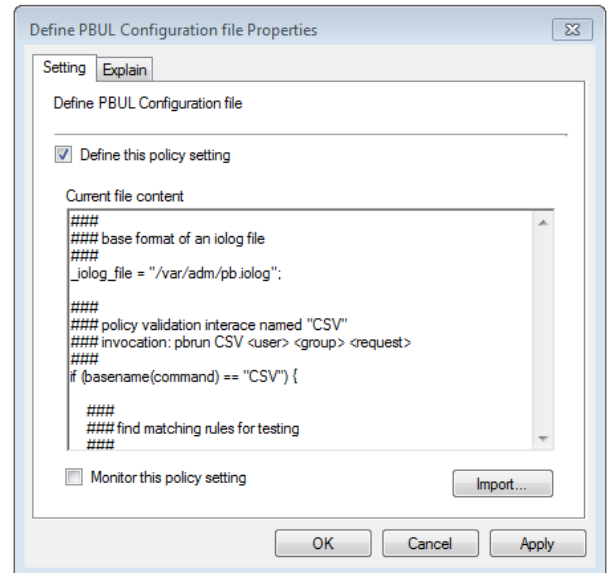 Define PBUL Configuration file Properties
Setting
Explain
Define PBUL Configuration file
Define this policy setting
Current file content
###
### base format of an iolog file
###
_iolog_file = "/var/adm/pb.iolog";
###
### policy validation interace named "CSV"
### invocation: pbrun CSV <user> <group> <request>
###
if (basename(command) == "CSV") {
###
### find matching rules for testing
###
Monitor this policy setting
Import...
OK
Cancel
Apply